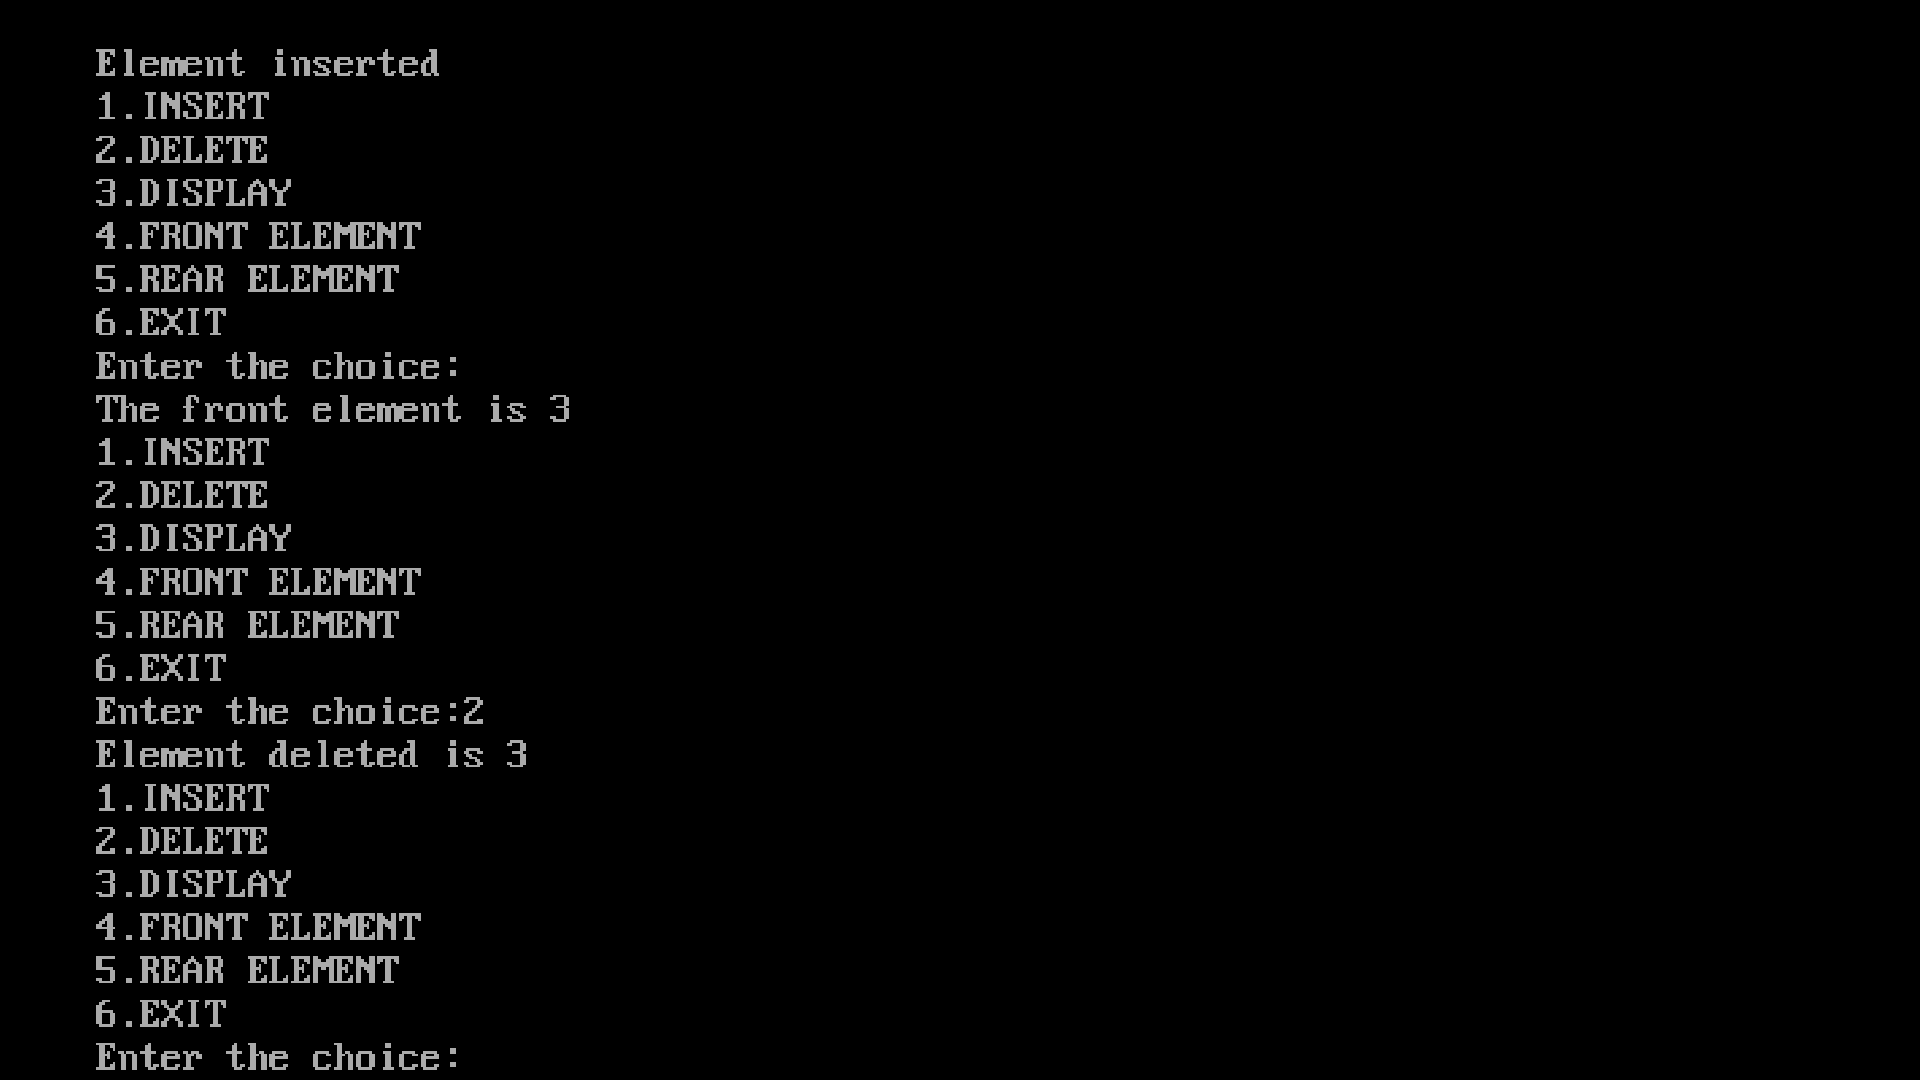 Element inserted
1.INSERT
2.DELETE
3.DISPLAY
4.FRONT ELEMENT
5.REAR ELEMENT
6.EXIT
Enter the choice:
The front element is 3
1.INSERT
2.DELETE
3.DISPLAY
4.FRONT ELEMENT
5.REAR ELEMENT
6.EXIT
Enter the choice:2
Element deleted is 3
1.INSERT
2.DELETE
3.DISPLAY
4.FRONT ELEMENT
5.REAR ELEMENT
6.EXIT
Enter the choice: